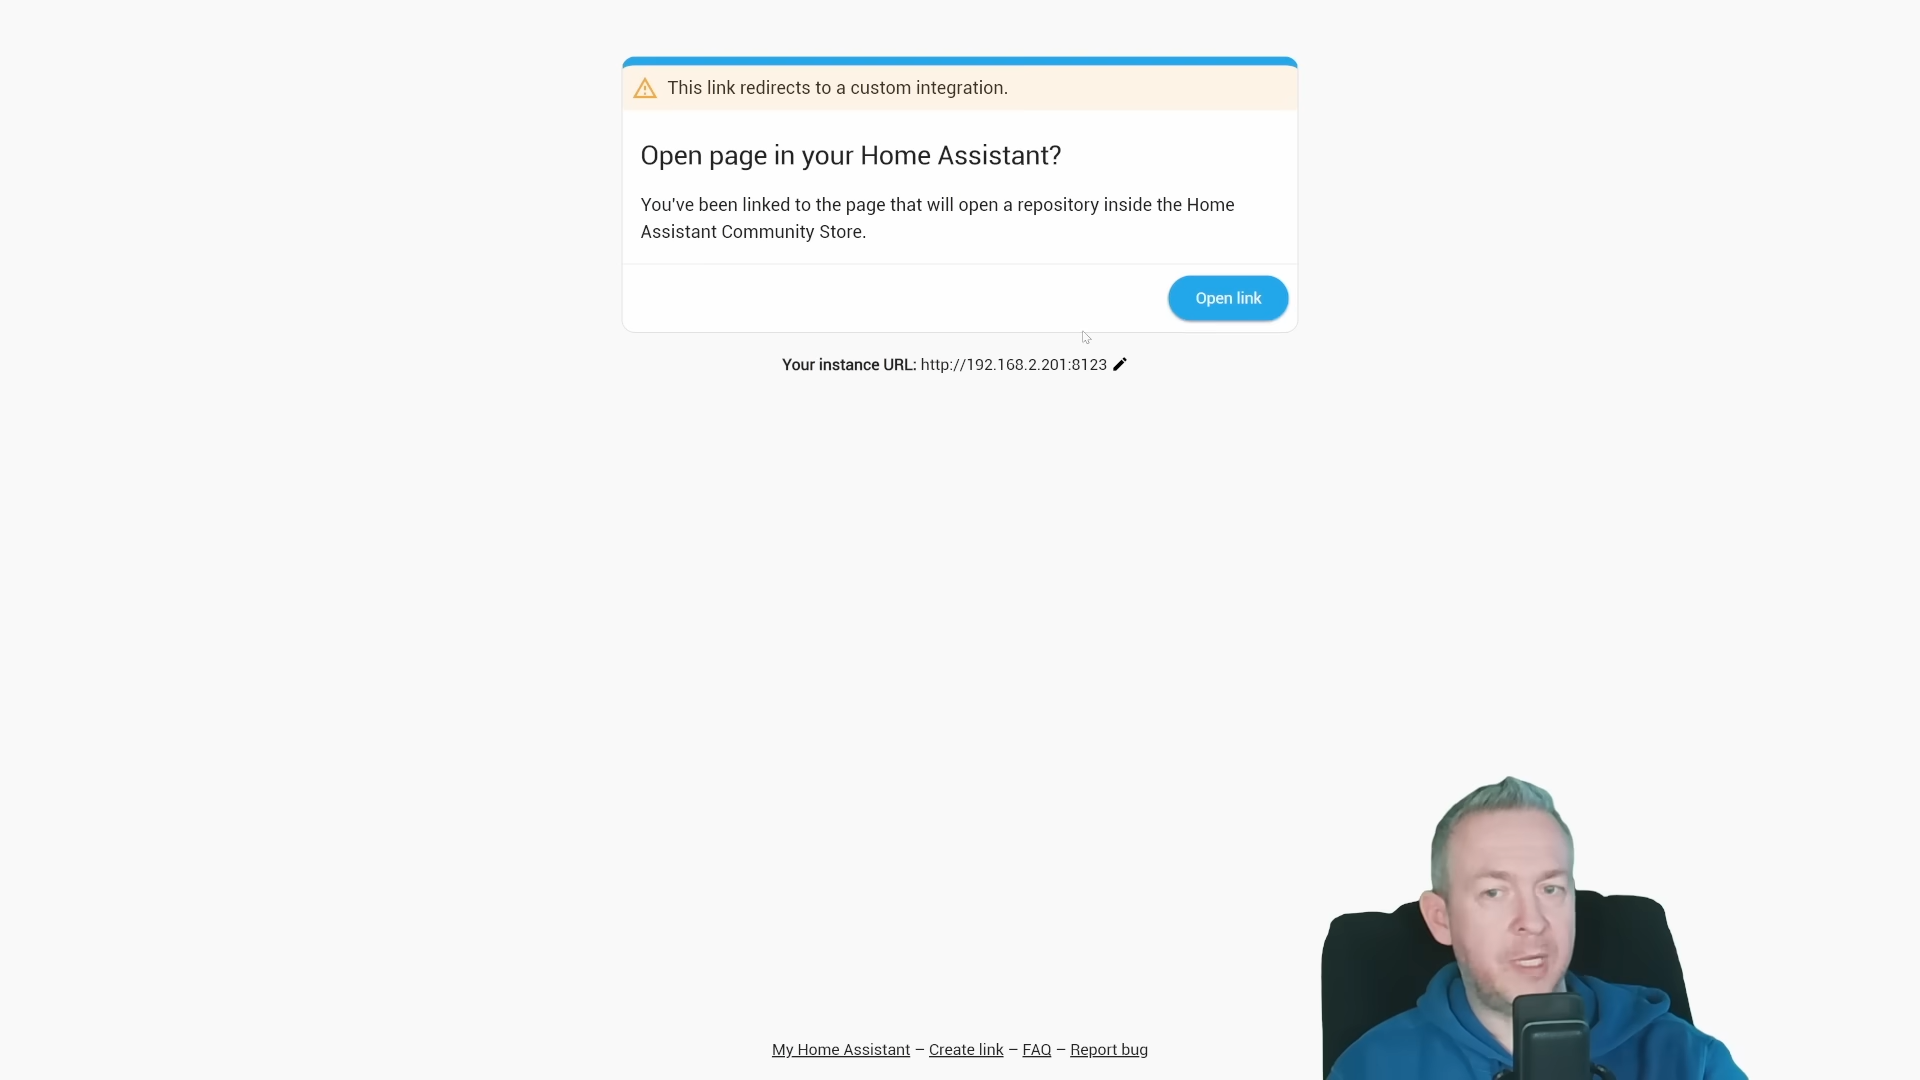 This link redirects to a custom integration.
Open page in your Home Assistant?
You've been linked to the page that will open a repository inside the Home
Assistant Community Store.
Open link
Your instance URL: http://192.168.2.201:8123
My Home Assistant – Create link – FAQ – Report bug